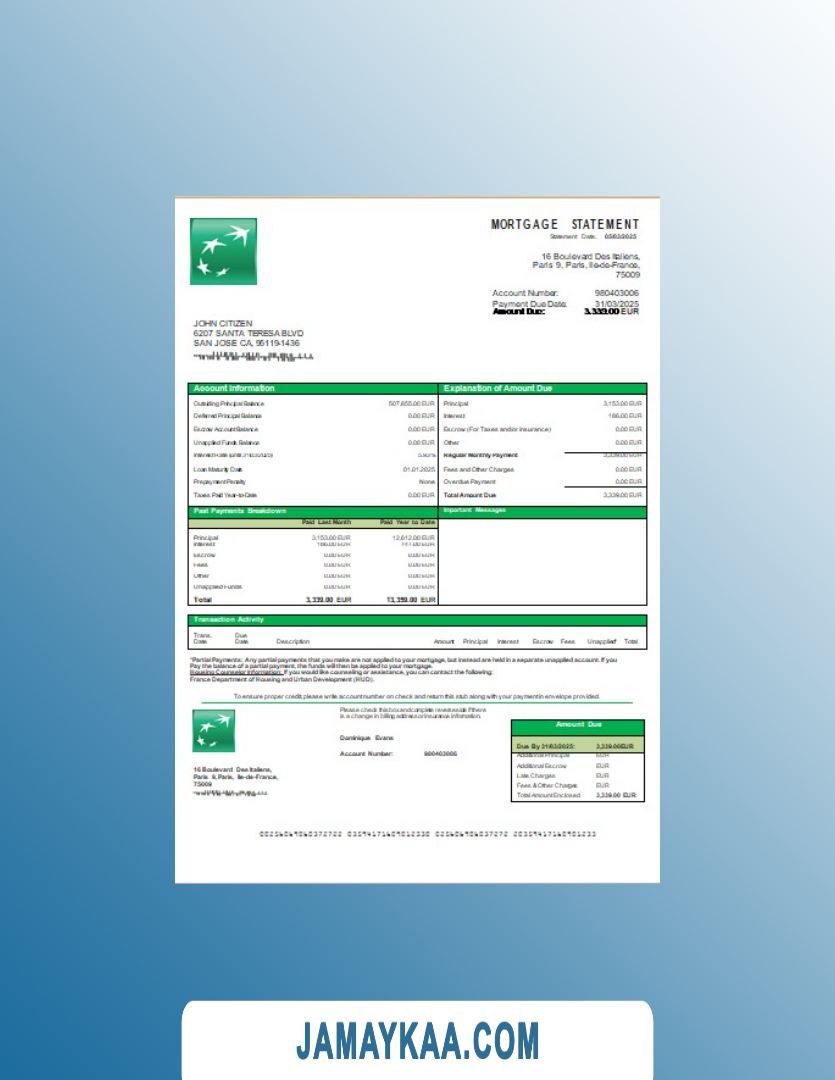 MORTGAGE STATEMENT
Statement Date: 05/03/2025
16 Boulevard Des Italiens,
Paris 9, Paris, Ile-de-France,
75009
Account Number: 980403006
Payment Due Date: 31/03/2025
Amount Due: 3,339.00 EUR
JOHN CITIZEN
6207 SANTA TERESA BLVD
SAN JOSE CA, 95119-1436
Account Information
Outsiding Principal Balance 507,655.00 EUR
Deferred Principal Balance 0.00 EUR
Escrow Account Balance 0.00 EUR
Unapplied Funds Balance 0.00 EUR
Interest Rate (Until 31/03/2025)
Loan Maturity Date 01.01.2025
Prepayment Penalty None
Taxes Paid Year-to-Date 0.00 EUR
Explanation of Amount Due
Principal 3,153.00 EUR
Interest 186.00 EUR
Escrow (For Taxes and/or Insurance) 0.00 EUR
Other 0.00 EUR
Regular Monthly Payment 3,339.00 EUR
Fees and Other Charges 0.00 EUR
Overdue Payment 0.00 EUR
Total Amount Due 3,339.00 EUR
Past Payments Breakdown
Paid Last Month Paid Year to Date
Principal 3,153.00 EUR 12,612.00 EUR
Interest 186.00 EUR
Escrow 0.00 EUR 0.00 EUR
Fees 0.00 EUR 0.00 EUR
Other 0.00 EUR 0.00 EUR
Unapplied Funds 0.00 EUR 0.00 EUR
Total 3,339.00 EUR 13,359.00 EUR
Important Messages
Transaction Activity
Trans. Date Due Date Description Amount Principal Interest Escrow Fees Unapplied Total
*Partial Payments: Any partial payments that you make are not applied to your mortgage, but instead are held in a separate unapplied account. If you
Pay the balance of a partial payment, the funds will then be applied to your mortgage.
Housing Counselor Information: If you would like counseling or assistance, you can contact the following:
France Department of Housing and Urban Development (HUD).
To ensure proper credit please write account number on check and return this stub along with your payment in envelope provided.
Please check this box and complete reverse side if there
is a change in billing address or insurance information.
Dominique Evans
Account Number: 980403006
16 Boulevard Des Italiens,
Paris 9, Paris, Ile-de-France,
75009
Amount Due
Due By 31/03/2025: 3,339.00 EUR
Additional Principal EUR
Additional Escrow EUR
Late Charges EUR
Fees & Other Charges EUR
Total Amount Enclosed 3,339.00 EUR
JAMAYKAA.COM